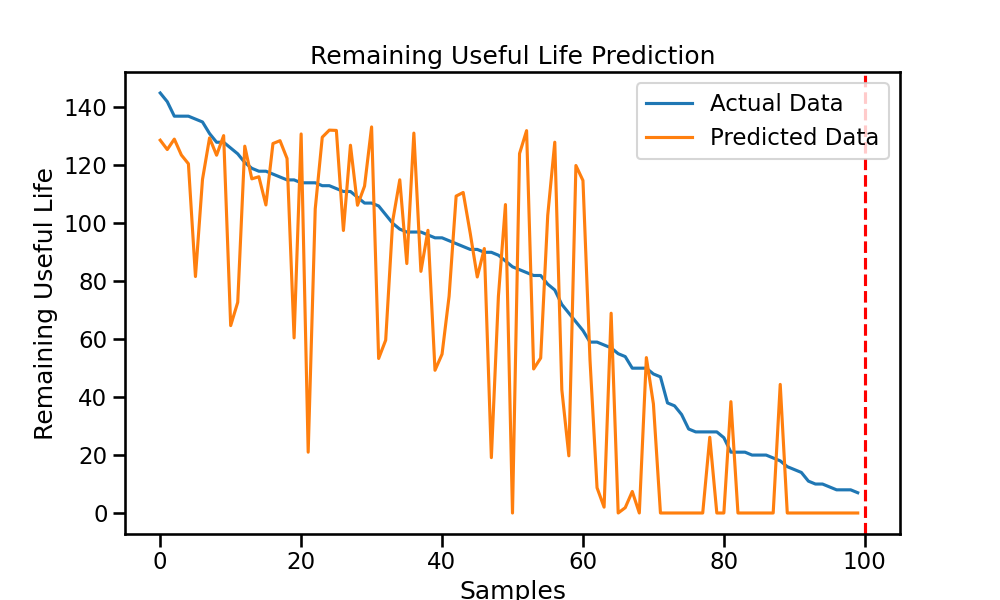 Remaining Useful Life Prediction
Actual Data
Predicted Data
Remaining Useful Life
140
120
100
80
60
40
20
0
0 20 40 60 80 100
Samples